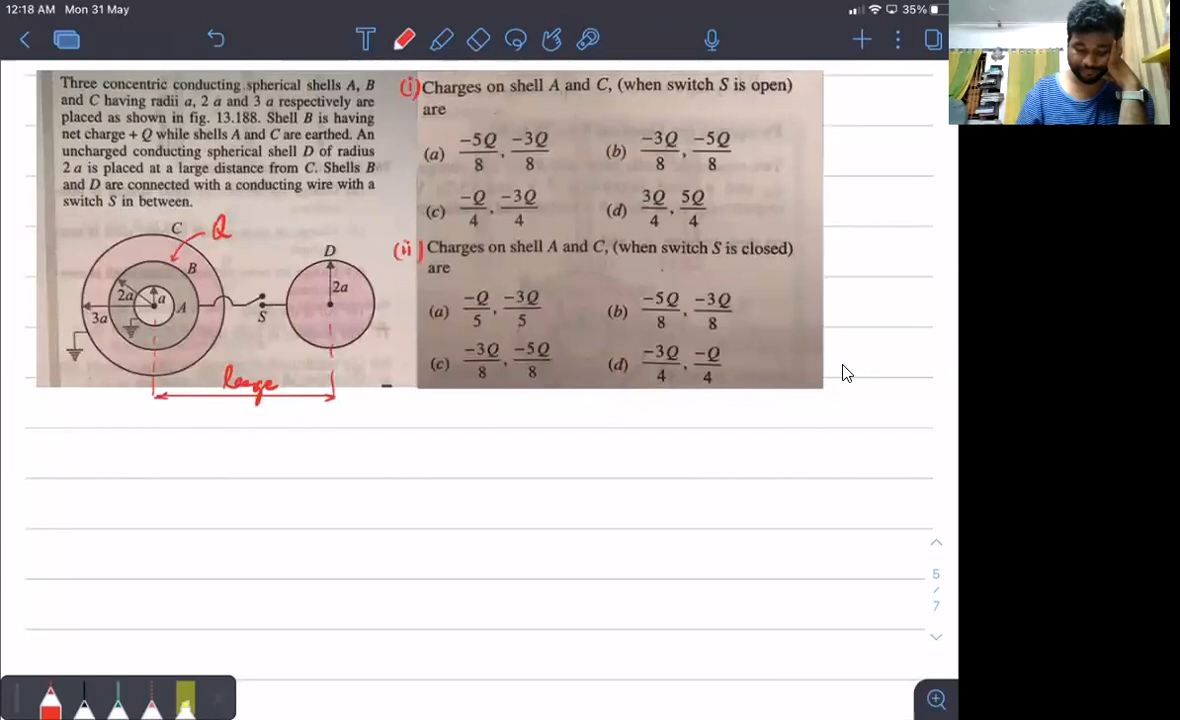 12:18 AM Mon 31 May
35%
T
Three concentric conducting spherical shells A, B
and C having radii a, 2 a and 3 a respectively are
placed as shown in fig. 13.188. Shell B is having
net charge + Q while shells A and C are earthed. An
uncharged conducting spherical shell D of radius
2 a is placed at a large distance from C. Shells B
and D are connected with a conducting wire with a
switch S in between.
C
Q
B
2a
a
A
3a
S
D
2a
large
(i) Charges on shell A and C, (when switch S is open)
are
(a) -5Q/8, -3Q/8 (b) -3Q/8, -5Q/8
(c) -Q/4, -3Q/4 (d) 3Q/4, 5Q/4
(ii) Charges on shell A and C, (when switch S is closed)
are
(a) -Q/5, -3Q/5 (b) -5Q/8, -3Q/8
(c) -3Q/8, -5Q/8 (d) -3Q/4, -Q/4
5
/
7